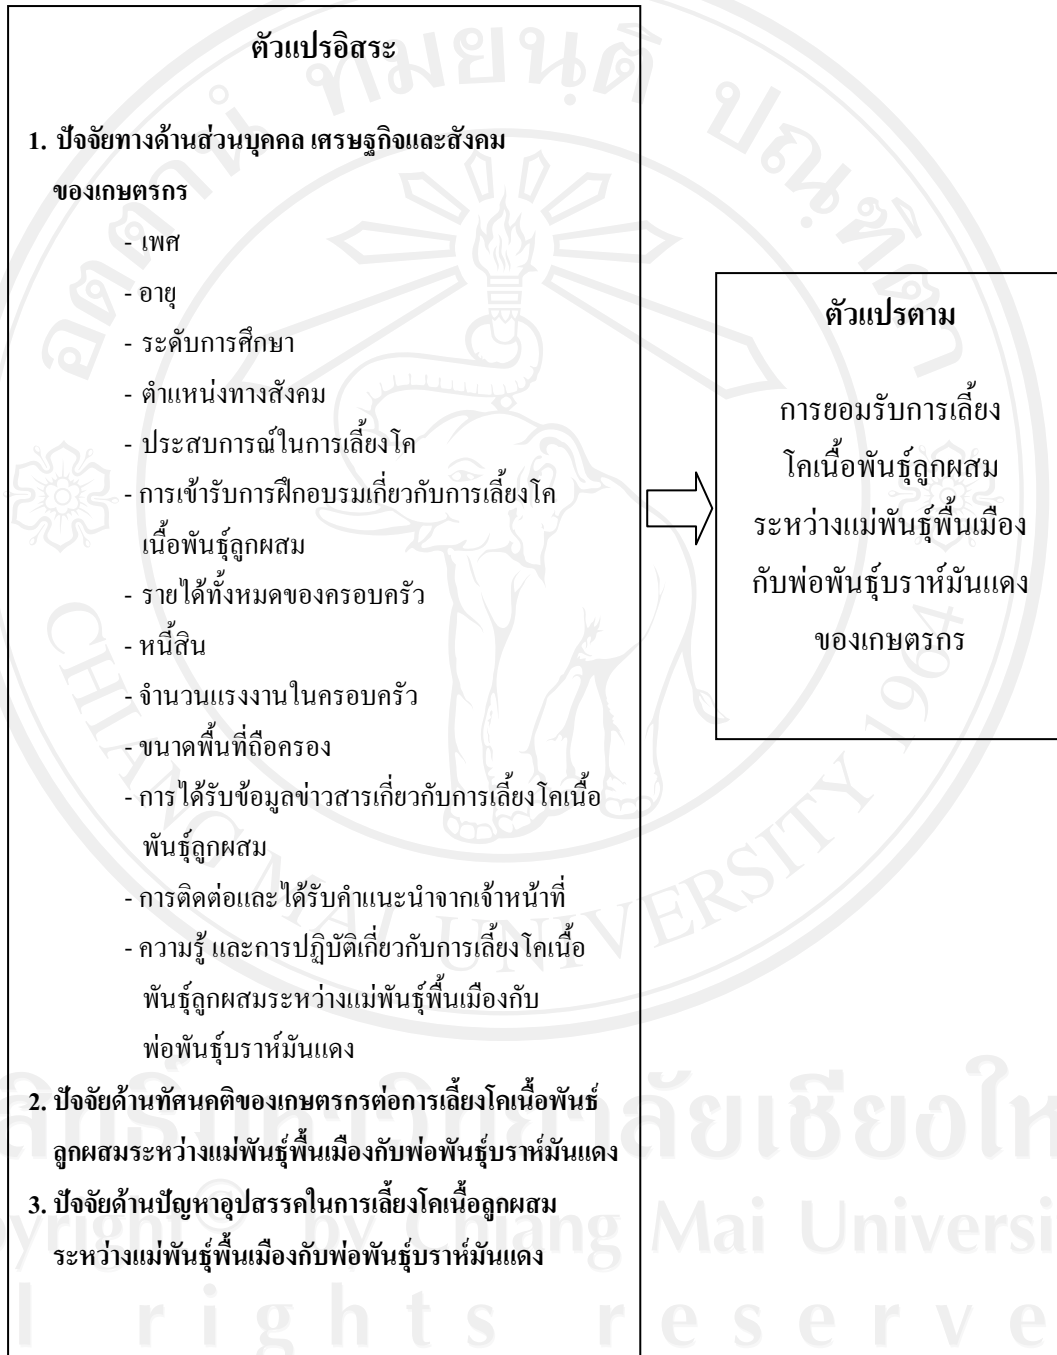 ตัวแปรอิสระ
1. ปัจจัยทางด้านส่วนบุคคล เศรษฐกิจและสังคม
ของเกษตรกร
- เพศ
- อายุ
- ระดับการศึกษา
- ตำแหน่งทางสังคม
- ประสบการณ์ในการเลี้ยงโค
- การเข้ารับการฝึกอบรมเกี่ยวกับการเลี้ยงโค
เนื้อพันธุ์ลูกผสม
- รายได้ทั้งหมดของครอบครัว
- หนี้สิน
- จำนวนแรงงานในครอบครัว
- ขนาดพื้นที่ถือครอง
- การได้รับข้อมูลข่าวสารเกี่ยวกับการเลี้ยงโคเนื้อ
พันธุ์ลูกผสม
- การติดต่อและได้รับคำแนะนำจากเจ้าหน้าที่
- ความรู้ และการปฏิบัติเกี่ยวกับการเลี้ยงโคเนื้อ
พันธุ์ลูกผสมระหว่างแม่พันธุ์พื้นเมืองกับ
พ่อพันธุ์บราห์มันแดง
2. ปัจจัยด้านทัศนคติของเกษตรกรต่อการเลี้ยงโคเนื้อพันธ์
ลูกผสมระหว่างแม่พันธุ์พื้นเมืองกับพ่อพันธุ์บราห์มันแดง
3. ปัจจัยด้านปัญหาอุปสรรคในการเลี้ยงโคเนื้อลูกผสม
ระหว่างแม่พันธุ์พื้นเมืองกับพ่อพันธุ์บราห์มันแดง
ตัวแปรตาม
การยอมรับการเลี้ยง
โคเนื้อพันธุ์ลูกผสม
ระหว่างแม่พันธุ์พื้นเมือง
กับพ่อพันธุ์บราห์มันแดง
ของเกษตรกร
CHIANG MAI UNIVERSITY 1964
by Chiang Mai Universi
rights reserve